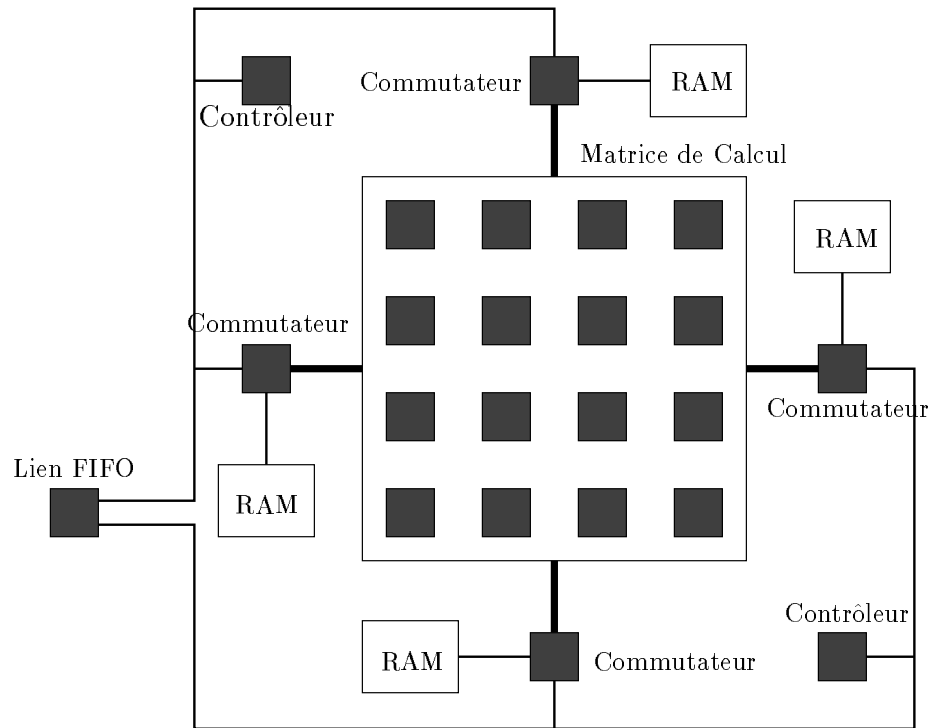 Commutateur
RAM
Contrôleur
Matrice de Calcul
RAM
Commutateur
Commutateur
Lien FIFO
RAM
Contrôleur
RAM
Commutateur